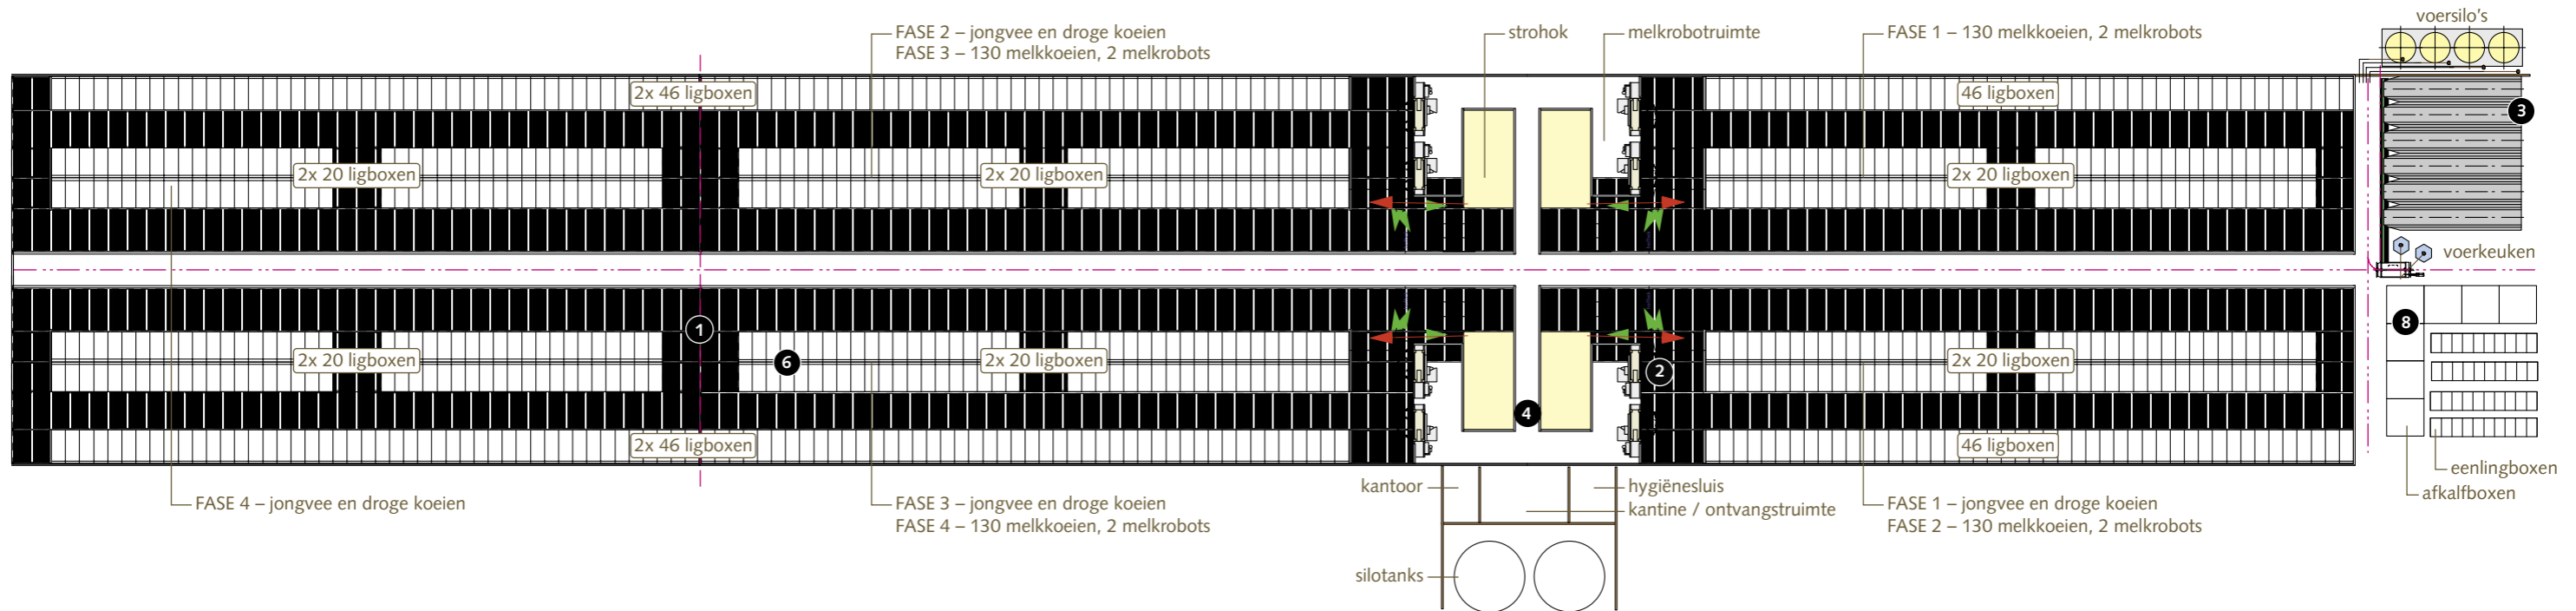 FASE 2 – jongvee en droge koeien
FASE 3 – 130 melkkoeien, 2 melkrobots
strohok
melkrobotruimte
FASE 1 – 130 melkkoeien, 2 melkrobots
voersilo's
2x 46 ligboxen
46 ligboxen
3
2x 20 ligboxen
2x 20 ligboxen
2x 20 ligboxen
voerkeuken
1
8
2x 20 ligboxen
6
2x 20 ligboxen
2
2x 20 ligboxen
4
2x 46 ligboxen
46 ligboxen
eenlingboxen
afkalfboxen
FASE 4 – jongvee en droge koeien
FASE 3 – jongvee en droge koeien
FASE 4 – 130 melkkoeien, 2 melkrobots
kantoor
hygiënesluis
kantine / ontvangstruimte
FASE 1 – jongvee en droge koeien
FASE 2 – 130 melkkoeien, 2 melkrobots
silotanks